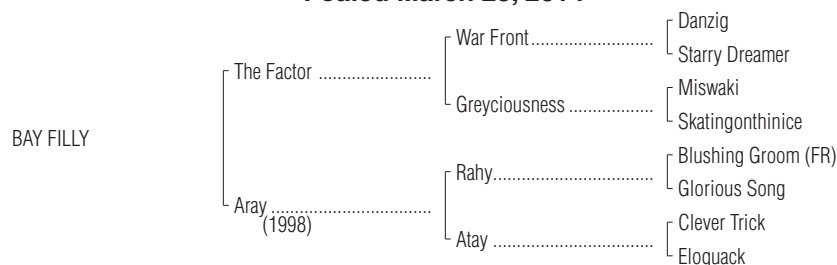 Danzig
War Front
Starry Dreamer
The Factor
Miswaki
Greyciousness
Skatingonthinice
BAY FILLY
Blushing Groom (FR)
Rahy
Glorious Song
Aray
(1998)
Clever Trick
Atay
Eloquack